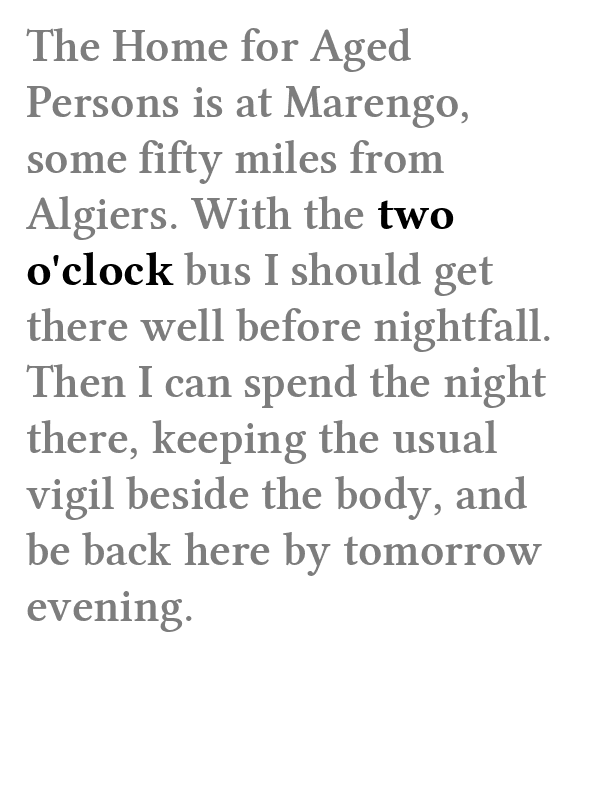 The Home for Aged
Persons is at Marengo,
some fifty miles from
Algiers. With the two
o'clock bus I should get
there well before nightfall.
Then I can spend the night
there, keeping the usual
vigil beside the body, and
be back here by tomorrow
evening.